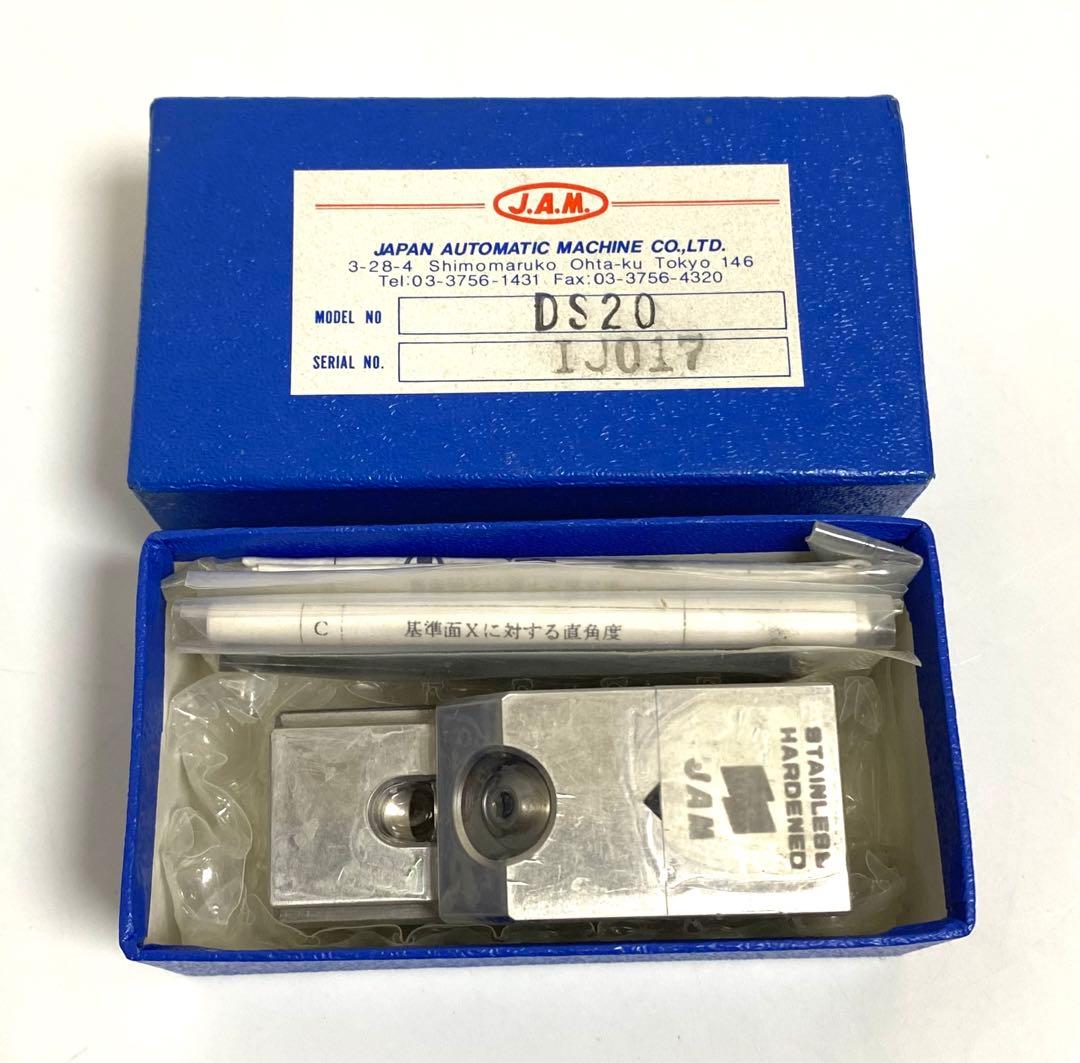 J.A.M.
JAPAN AUTOMATIC MACHINE CO.,LTD.
3-28-4 Shimomaruko Ohta-ku Tokyo 146
Tel:03-3756-1431 Fax:03-3756-4320
MODEL NO DS20
SERIAL NO. IJ017
C 基準面Xに対する直角度
STAINLESS
HARDENED
JAM